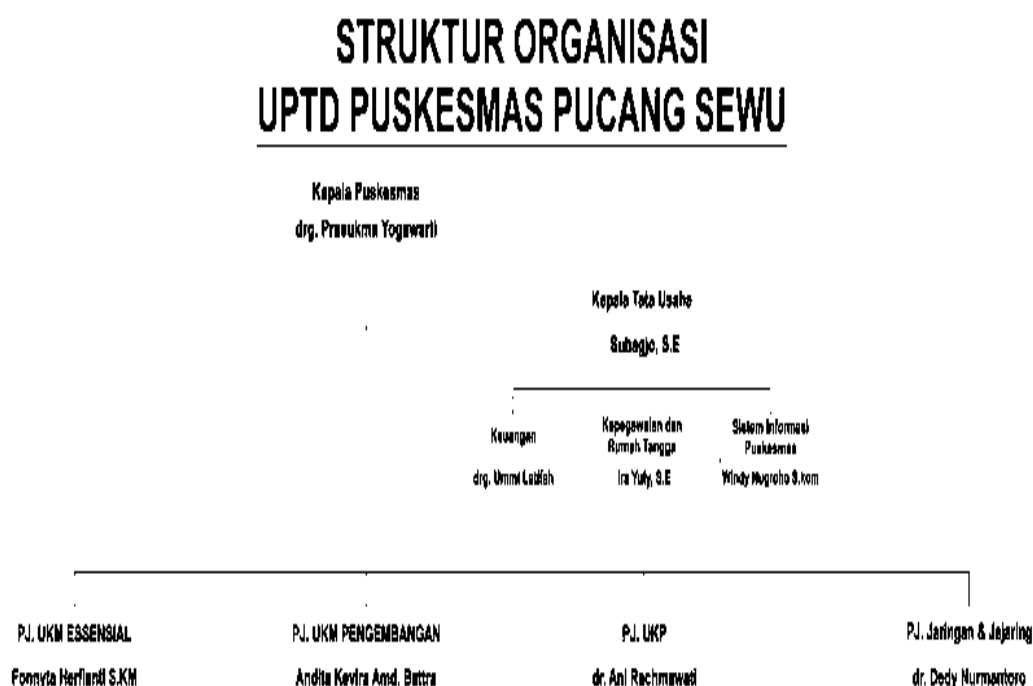 STRUKTUR ORGANISASI
UPTD PUSKESMAS PUCANG SEWU
Kepala Puskesmas
drg. Prasukma Yogawarti
Kepala Tata Usaha
Subagjo, S.E
Keuangan
Kepegawaian dan
Rumah Tangga
Sistem Informasi
Puskesmas
drg. Ummi Latifah
Ira Yuly, S.E
Windy Nugroho S.kom
PJ. UKM ESSENSIAL
PJ. UKM PENGEMBANGAN
PJ. UKP
PJ. Jaringan & Jejaring
S.KM
Andita Kevira Amd. Battra
dr. Ani Rachmawati
dr. Dedy Nurmantoro